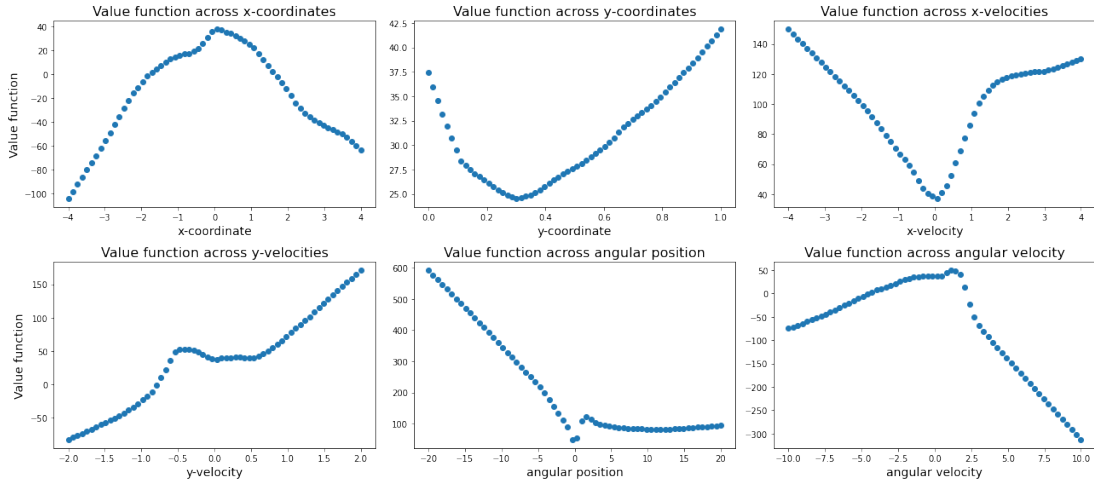 Value function across x-coordinates
Value function across y-coordinates
Value function across x-velocities
Value function
40
20
0
−20
−40
−60
−80
−100
−4 −3 −2 −1 0 1 2 3 4
x-coordinate
42.5
40.0
37.5
35.0
32.5
30.0
27.5
25.0
0.0 0.2 0.4 0.6 0.8 1.0
y-coordinate
140
120
100
80
60
40
−4 −3 −2 −1 0 1 2 3 4
x-velocity
Value function across y-velocities
Value function across angular position
Value function across angular velocity
Value function
150
100
50
0
−50
−2.0 −1.5 −1.0 −0.5 0.0 0.5 1.0 1.5 2.0
y-velocity
600
500
400
300
200
100
−20 −15 −10 −5 0 5 10 15 20
angular position
50
0
−50
−100
−150
−200
−250
−300
−10.0 −7.5 −5.0 −2.5 0.0 2.5 5.0 7.5 10.0
angular velocity